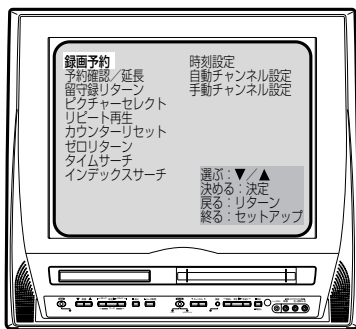 録画予約
予約確認／延長
留守録リターン
ピクチャーセレクト
リピート再生
カウンターリセット
ゼロリターン
タイムサーチ
インデックスサーチ
時刻設定
自動チャンネル設定
手動チャンネル設定
選ぶ：▼／▲
決める：決定
戻る：リターン
終る：セットアップ